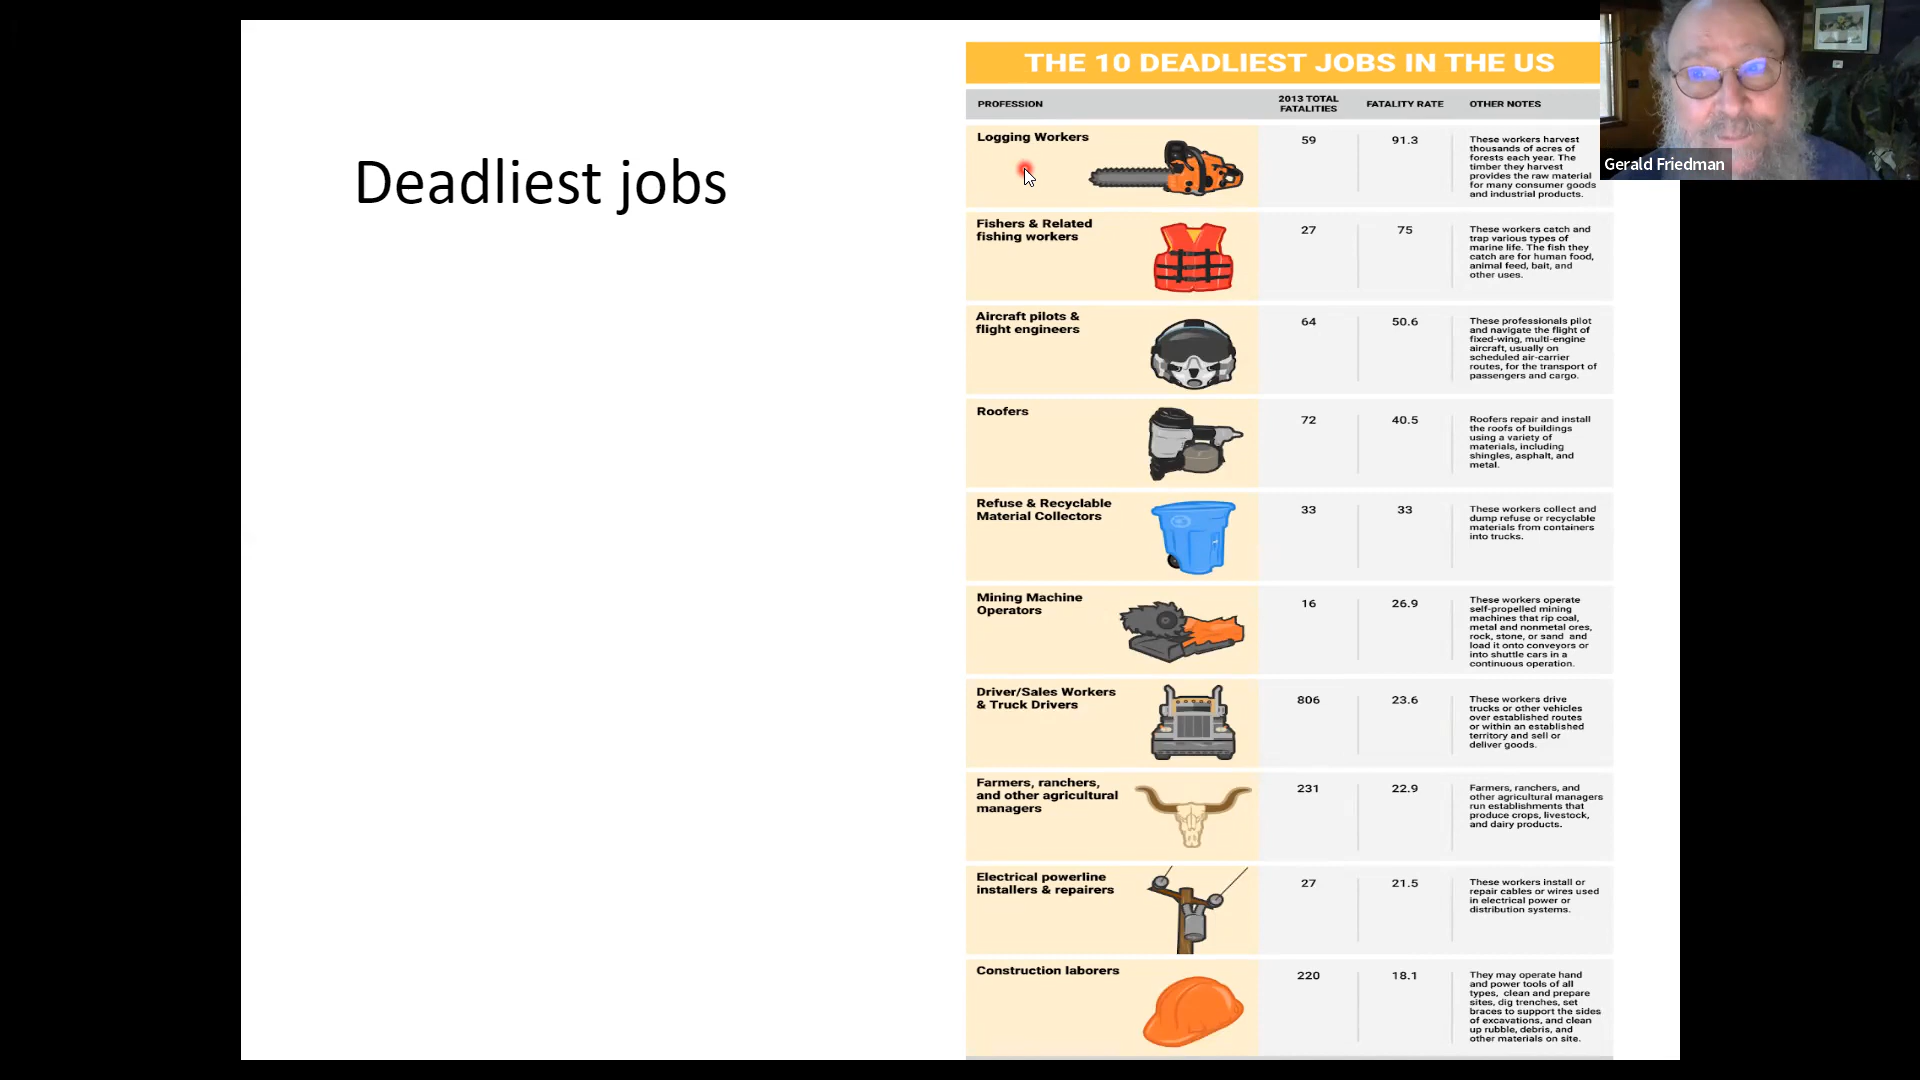 Deadliest jobs
THE 10 DEADLIEST JOBS IN THE US
PROFESSION
2013 TOTAL
FATALITIES
FATALITY RATE
OTHER NOTES
Logging Workers
59
91.3
These workers harvest
thousands of acres of
forests each year. The
timber they harvest
provides the raw material
for many consumer goods
and industrial products.
Fishers & Related
fishing workers
27
75
These workers catch and
trap various types of
marine life. The fish they
catch are for human food,
animal feed, bait, and
other uses.
Aircraft pilots &
flight engineers
64
50.6
These professionals pilot
and navigate the flight of
fixed-wing, multi-engine
aircraft, usually on
scheduled air-carrier
routes, for the transport of
passengers and cargo.
Roofers
72
40.5
Roofers repair and install
the roofs of buildings
using a variety of
materials, including
shingles, asphalt, and
metal.
Refuse & Recyclable
Material Collectors
33
33
These workers collect and
dump refuse or recyclable
materials from containers
into trucks.
Mining Machine
Operators
16
26.9
These workers operate
self-propelled mining
machines that rip coal,
metal and nonmetal ores,
rock, stone, or sand and
load it onto conveyors or
into shuttle cars in a
continuous operation.
Driver/Sales Workers
& Truck Drivers
806
23.6
These workers drive
trucks or other vehicles
over established routes
or within an established
territory and sell or
deliver goods.
Farmers, ranchers,
and other agricultural
managers
231
22.9
Farmers, ranchers, and
other agricultural managers
run establishments that
produce crops, livestock,
and dairy products.
Electrical powerline
installers & repairers
27
21.5
These workers install or
repair cables or wires used
in electrical power or
distribution systems.
Construction laborers
220
18.1
They may operate hand
and power tools of all
types, clean and prepare
sites, dig trenches, set
braces to support the sides
of excavations, and clean
up rubble, debris, and
other materials on site.
Gerald Friedman